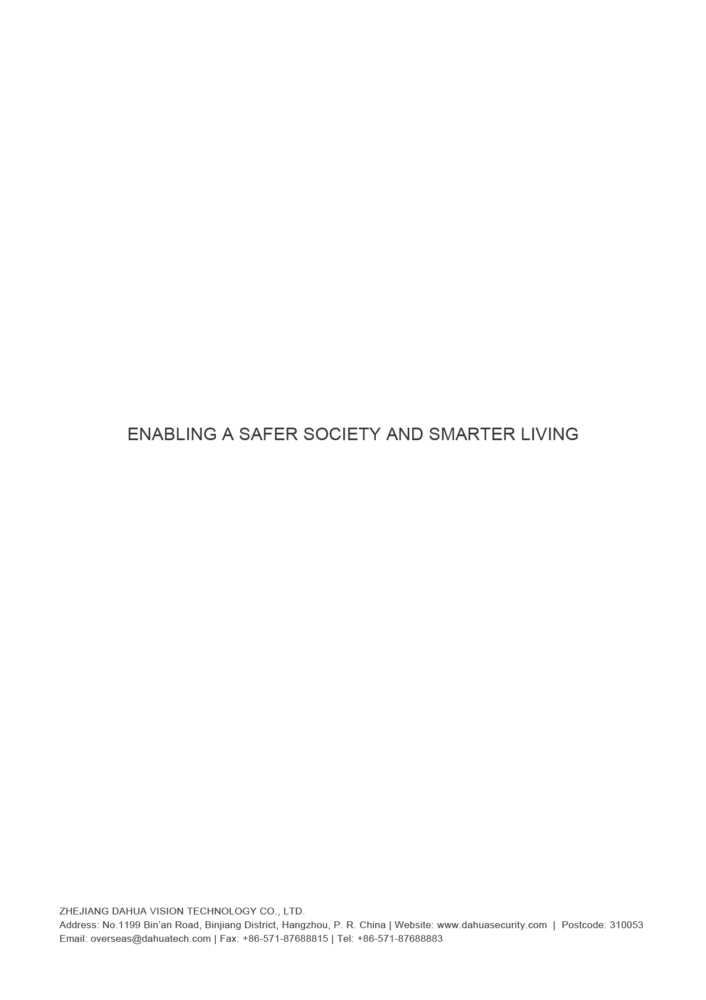 ENABLING A SAFER SOCIETY AND SMARTER LIVING
ZHEJIANG DAHUA VISION TECHNOLOGY CO., LTD.
Address: No.1199 Bin’an Road, Binjiang District, Hangzhou, P. R. China | Website: www.dahuasecurity.com | Postcode: 310053
Email: overseas@dahuatech.com | Fax: +86-571-87688815 | Tel: +86-571-87688883